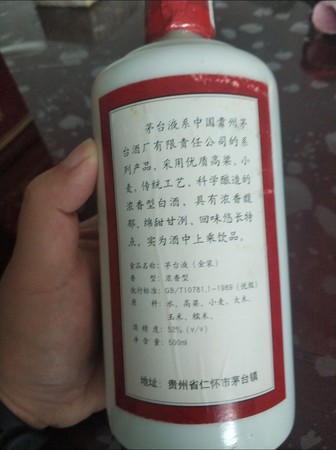 茅台液系中国贵州茅
台酒厂有限责任公司的系
列产品，采用优质高粱、小
麦，传统工艺，科学酿造的
浓香型白酒，具有浓香馥
郁、绵甜甘洌、回味悠长特
点，实为酒中上乘饮品。
食品名称：茅台液（金装）
香 型：浓香型
执行标准：GB/T10781.1-1989（优级）
原 料：水、高粱、小麦、大米、
玉米、糯米、
酒精度：52%（v/v）
净含量：500ml
地址：贵州省仁怀市茅台镇